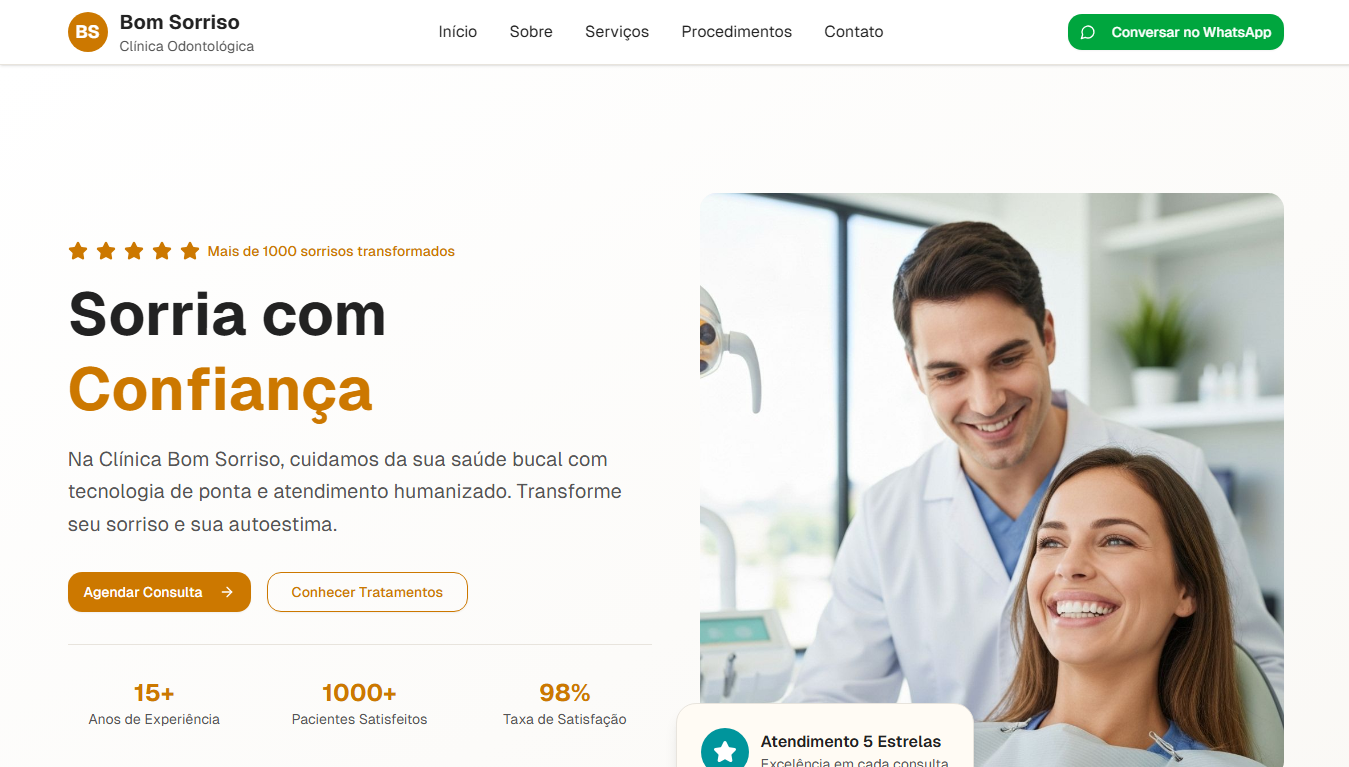 BS
Bom Sorriso
Clínica Odontológica
Início
Sobre
Serviços
Procedimentos
Contato
Conversar no WhatsApp
Mais de 1000 sorrisos transformados
Sorria com
Confiança
Na Clínica Bom Sorriso, cuidamos da sua saúde bucal com
tecnologia de ponta e atendimento humanizado. Transforme
seu sorriso e sua autoestima.
Agendar Consulta
Conhecer Tratamentos
15+
Anos de Experiência
1000+
Pacientes Satisfeitos
98%
Taxa de Satisfação
Atendimento 5 Estrelas
Excelência em cada consulta